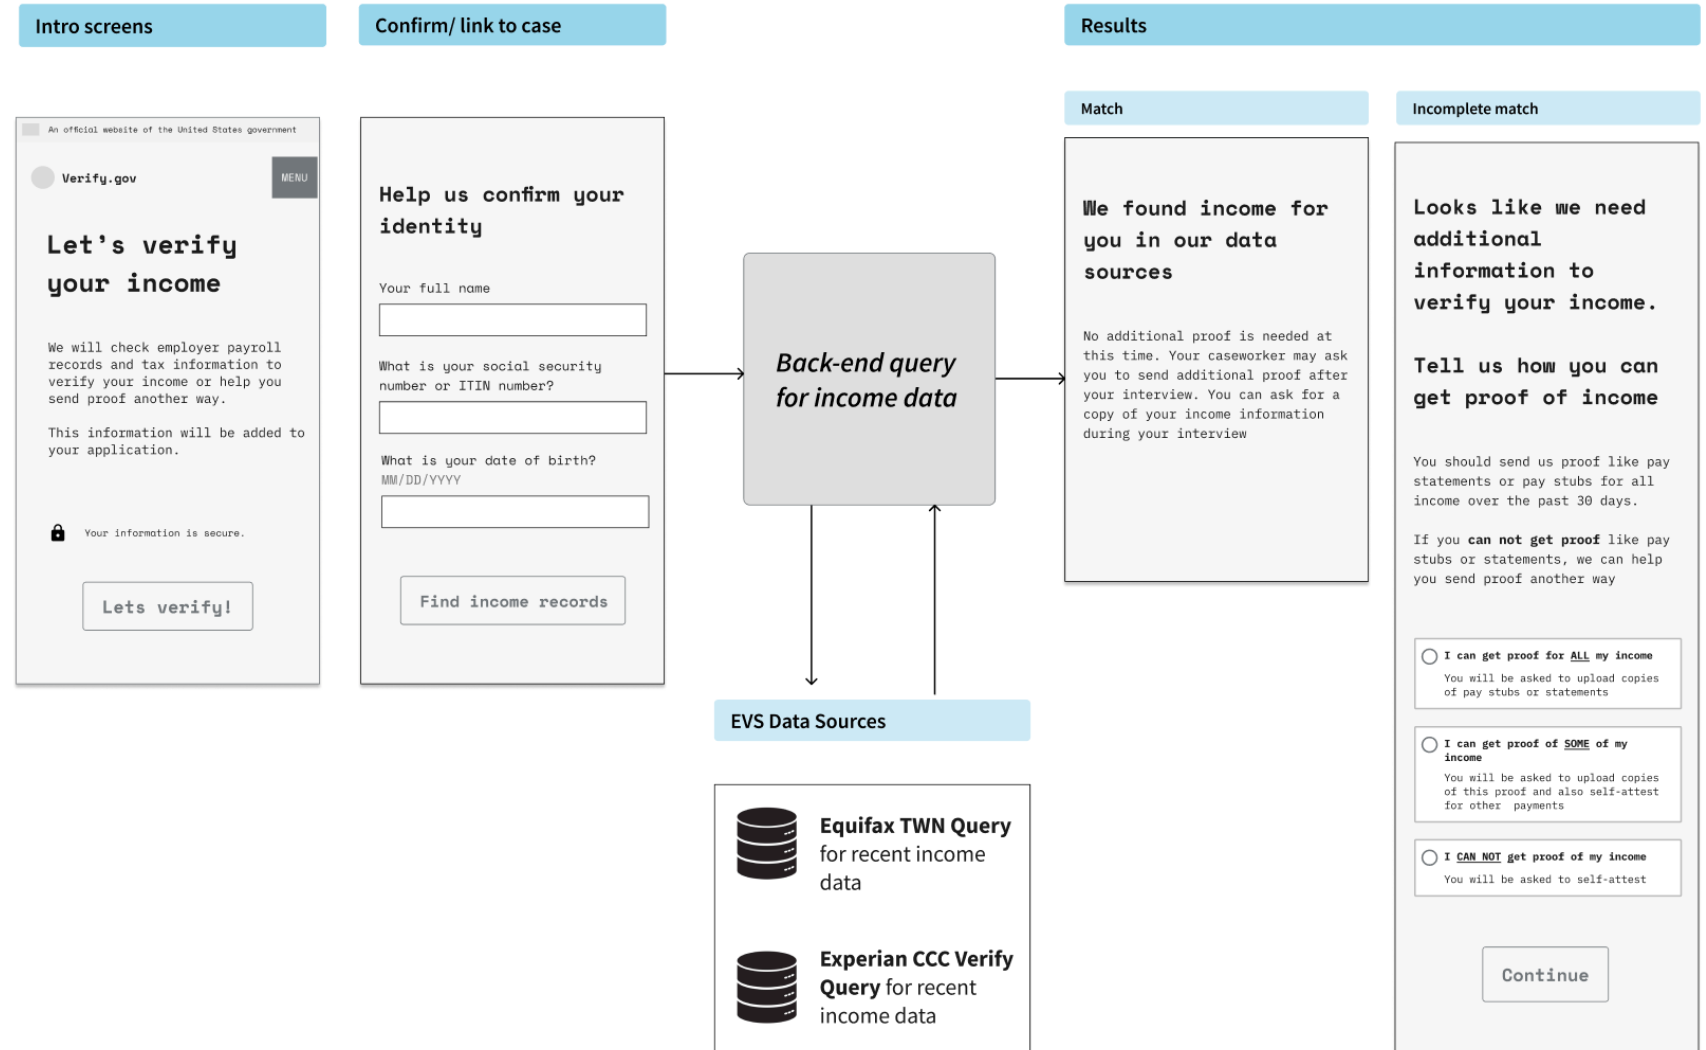 Intro screens
An official website of the United States government
Verify.gov
MENU
Let's verify
your income
We will check employer payroll
records and tax information to
verify your income or help you
send proof another way.
This information will be added to
your application.
Your information is secure.
Lets verify!
Confirm/ link to case
Help us confirm your
identity
Your full name
What is your social security
number or ITIN number?
What is your date of birth?
MM/DD/YYYY
Find income records
Back-end query
for income data
EVS Data Sources
Equifax TWN Query
for recent income
data
Experian CCC Verify
Query for recent
income data
Results
Match
We found income for
you in our data
sources
No additional proof is needed at
this time. Your caseworker may ask
you to send additional proof after
your interview. You can ask for a
copy of your income information
during your interview
Incomplete match
Looks like we need
additional
information to
verify your income.
Tell us how you can
get proof of income
You should send us proof like pay
statements or pay stubs for all
income over the past 30 days.
If you can not get proof like pay
stubs or statements, we can help
you send proof another way
I can get proof for ALL my income
You will be asked to upload copies
of pay stubs or statements
I can get proof of SOME of my
income
You will be asked to upload copies
of this proof and also self-attest
for other payments
I CAN NOT get proof of my income
You will be asked to self-attest
Continue